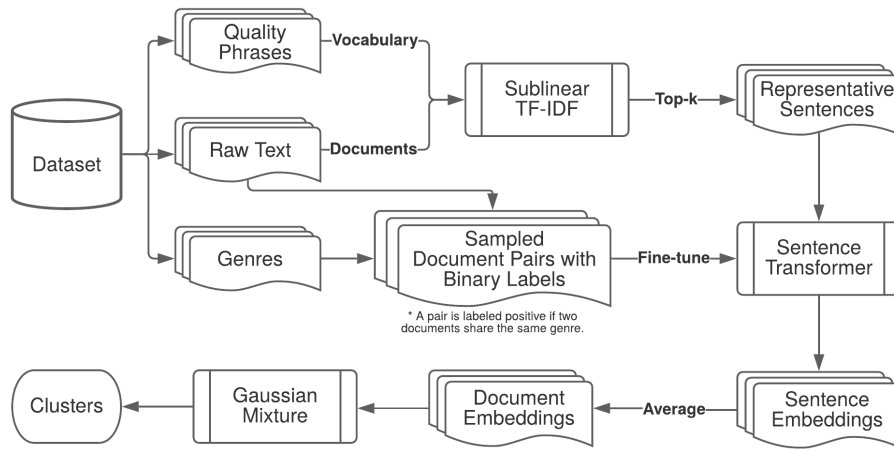 Quality
Phrases
Vocabulary
Sublinear
TF-IDF
Top-k
Representative
Sentences
Dataset
Raw Text
Documents
Genres
Sampled
Document Pairs with
Binary Labels
Fine-tune
Sentence
Transformer
* A pair is labeled positive if two
documents share the same genre.
Clusters
Gaussian
Mixture
Document
Embeddings
Average
Sentence
Embeddings